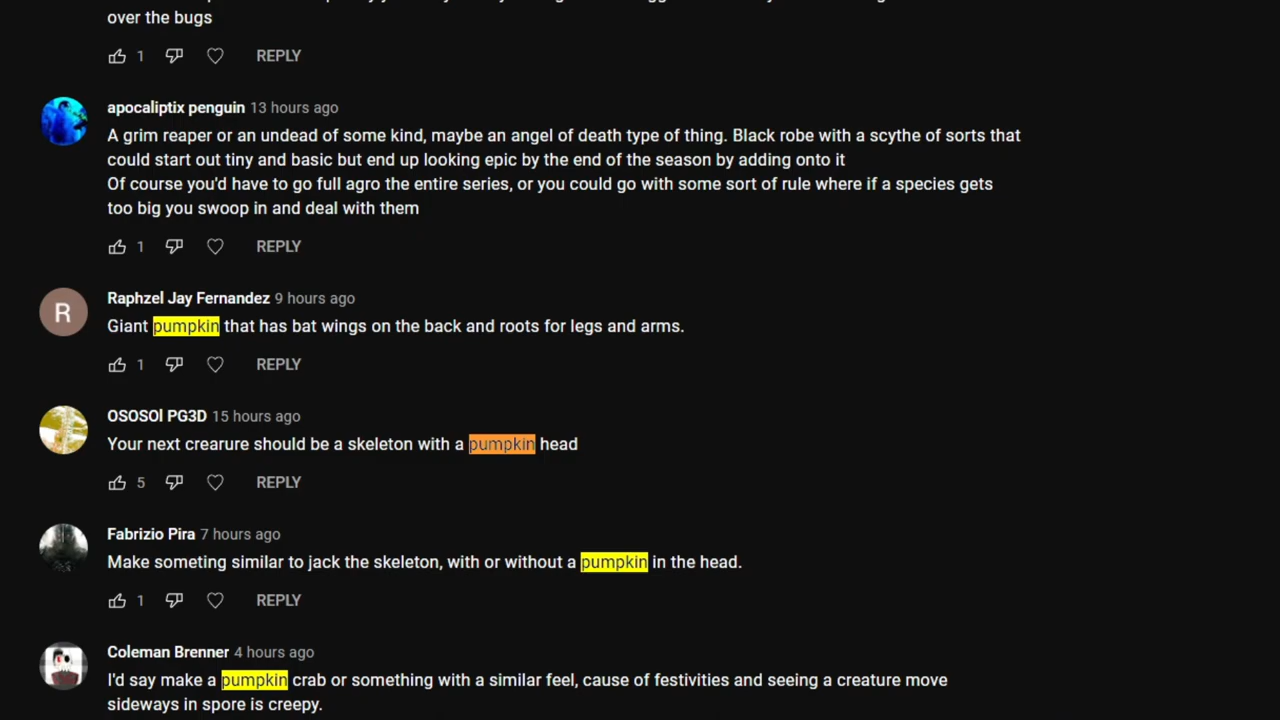 over the bugs
1 REPLY
apocaliptix penguin 13 hours ago
A grim reaper or an undead of some kind, maybe an angel of death type of thing. Black robe with a scythe of sorts that
could start out tiny and basic but end up looking epic by the end of the season by adding onto it
Of course you'd have to go full agro the entire series, or you could go with some sort of rule where if a species gets
too big you swoop in and deal with them
1 REPLY
R
Raphzel Jay Fernandez 9 hours ago
Giant pumpkin that has bat wings on the back and roots for legs and arms.
1 REPLY
OSOSOl PG3D 15 hours ago
Your next crearure should be a skeleton with a pumpkin head
5 REPLY
Fabrizio Pira 7 hours ago
Make someting similar to jack the skeleton, with or without a pumpkin in the head.
1 REPLY
Coleman Brenner 4 hours ago
I'd say make a pumpkin crab or something with a similar feel, cause of festivities and seeing a creature move
sideways in spore is creepy.